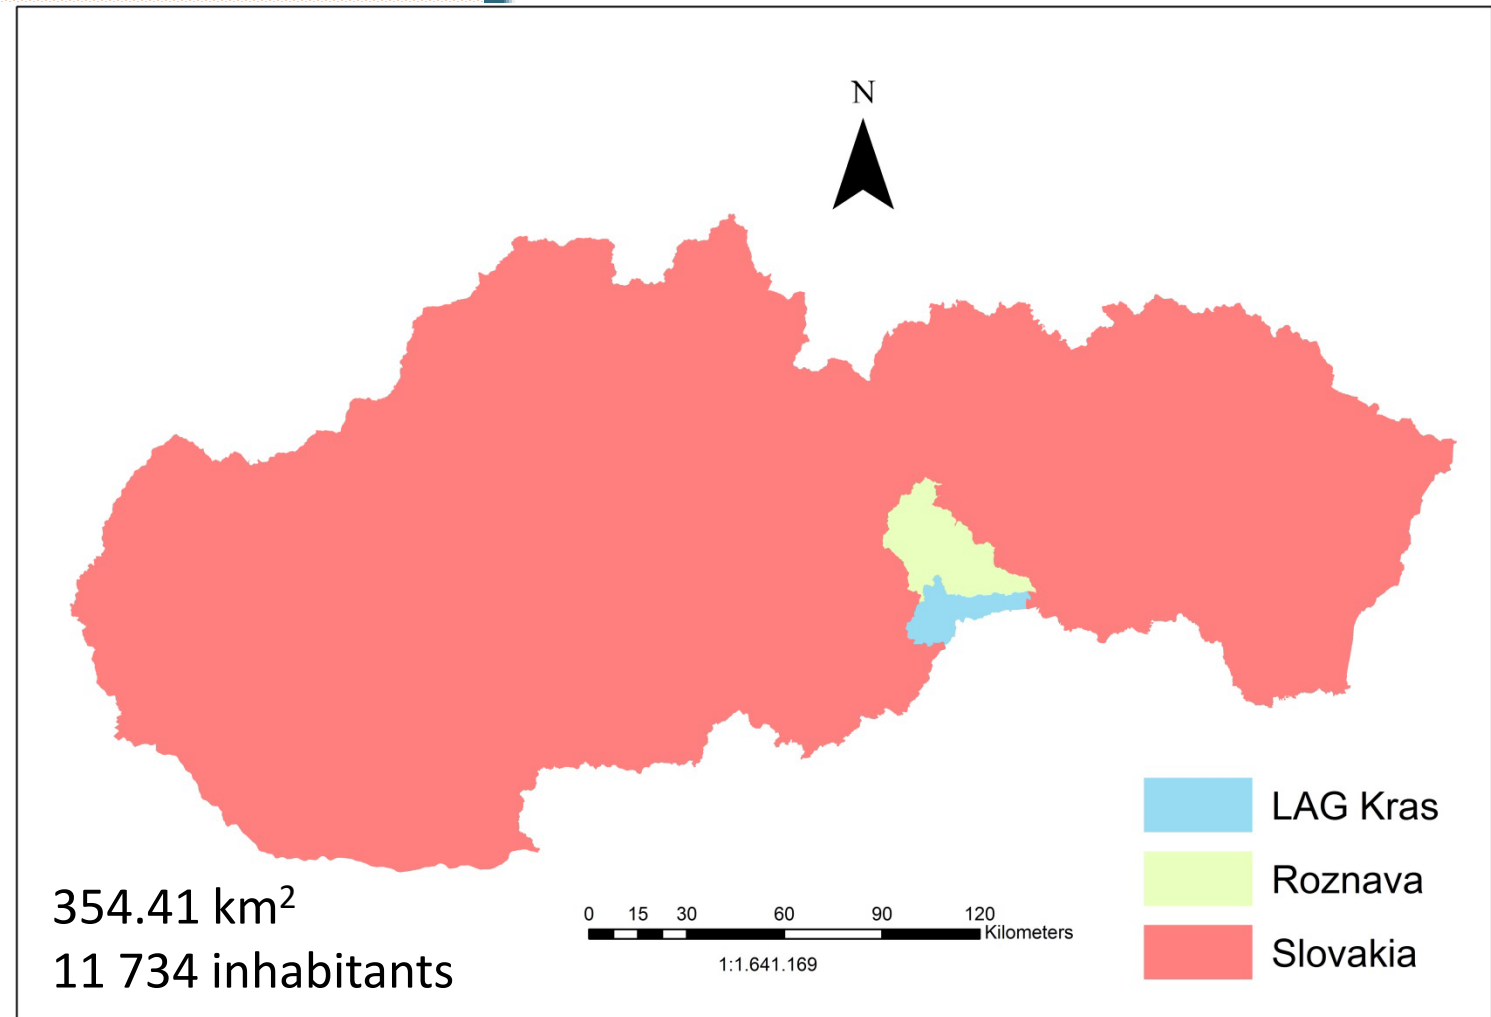 N
LAG Kras
Roznava
Slovakia
354.41 km²
11 734 inhabitants
0 15 30 60 90 120
Kilometers
1:1.641.169